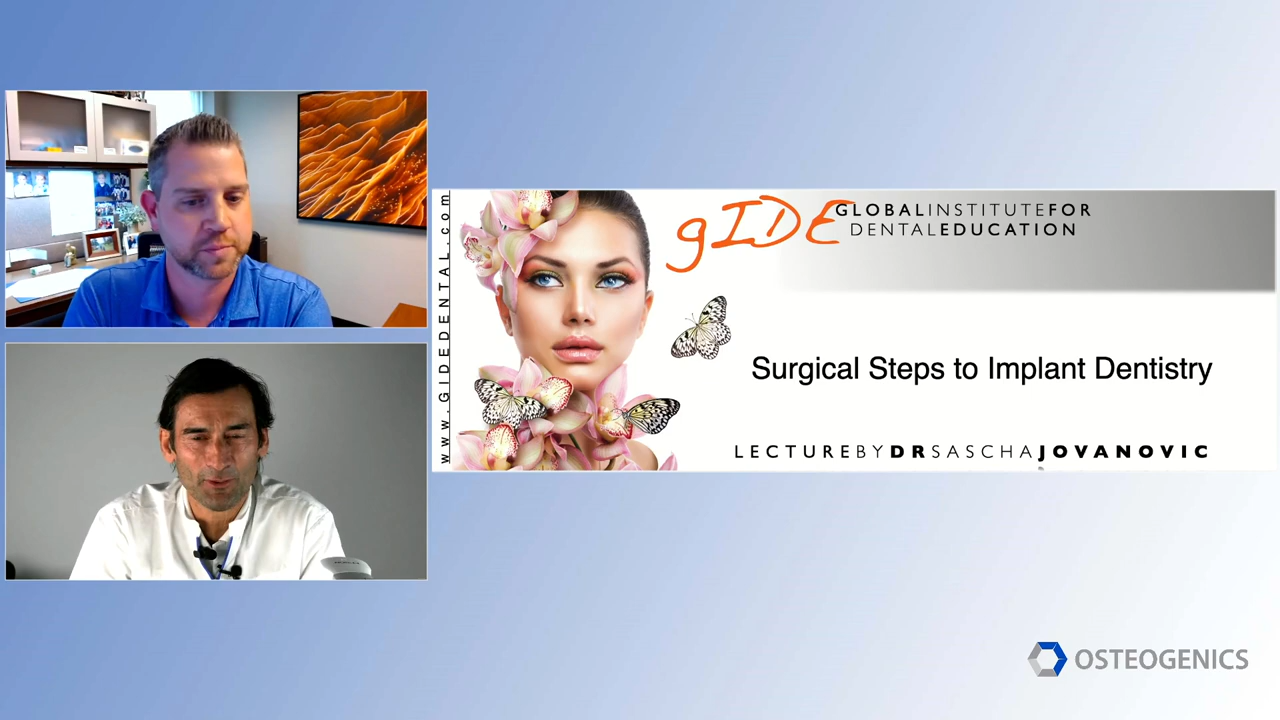 www.GIDEDENTAL.com
gIDE
GLOBALINSTITUTEFOR
DENTALEDUCATION
Surgical Steps to Implant Dentistry
LECTUREBYDRSASCHAJOVANOVIC
OSTEOGENICS